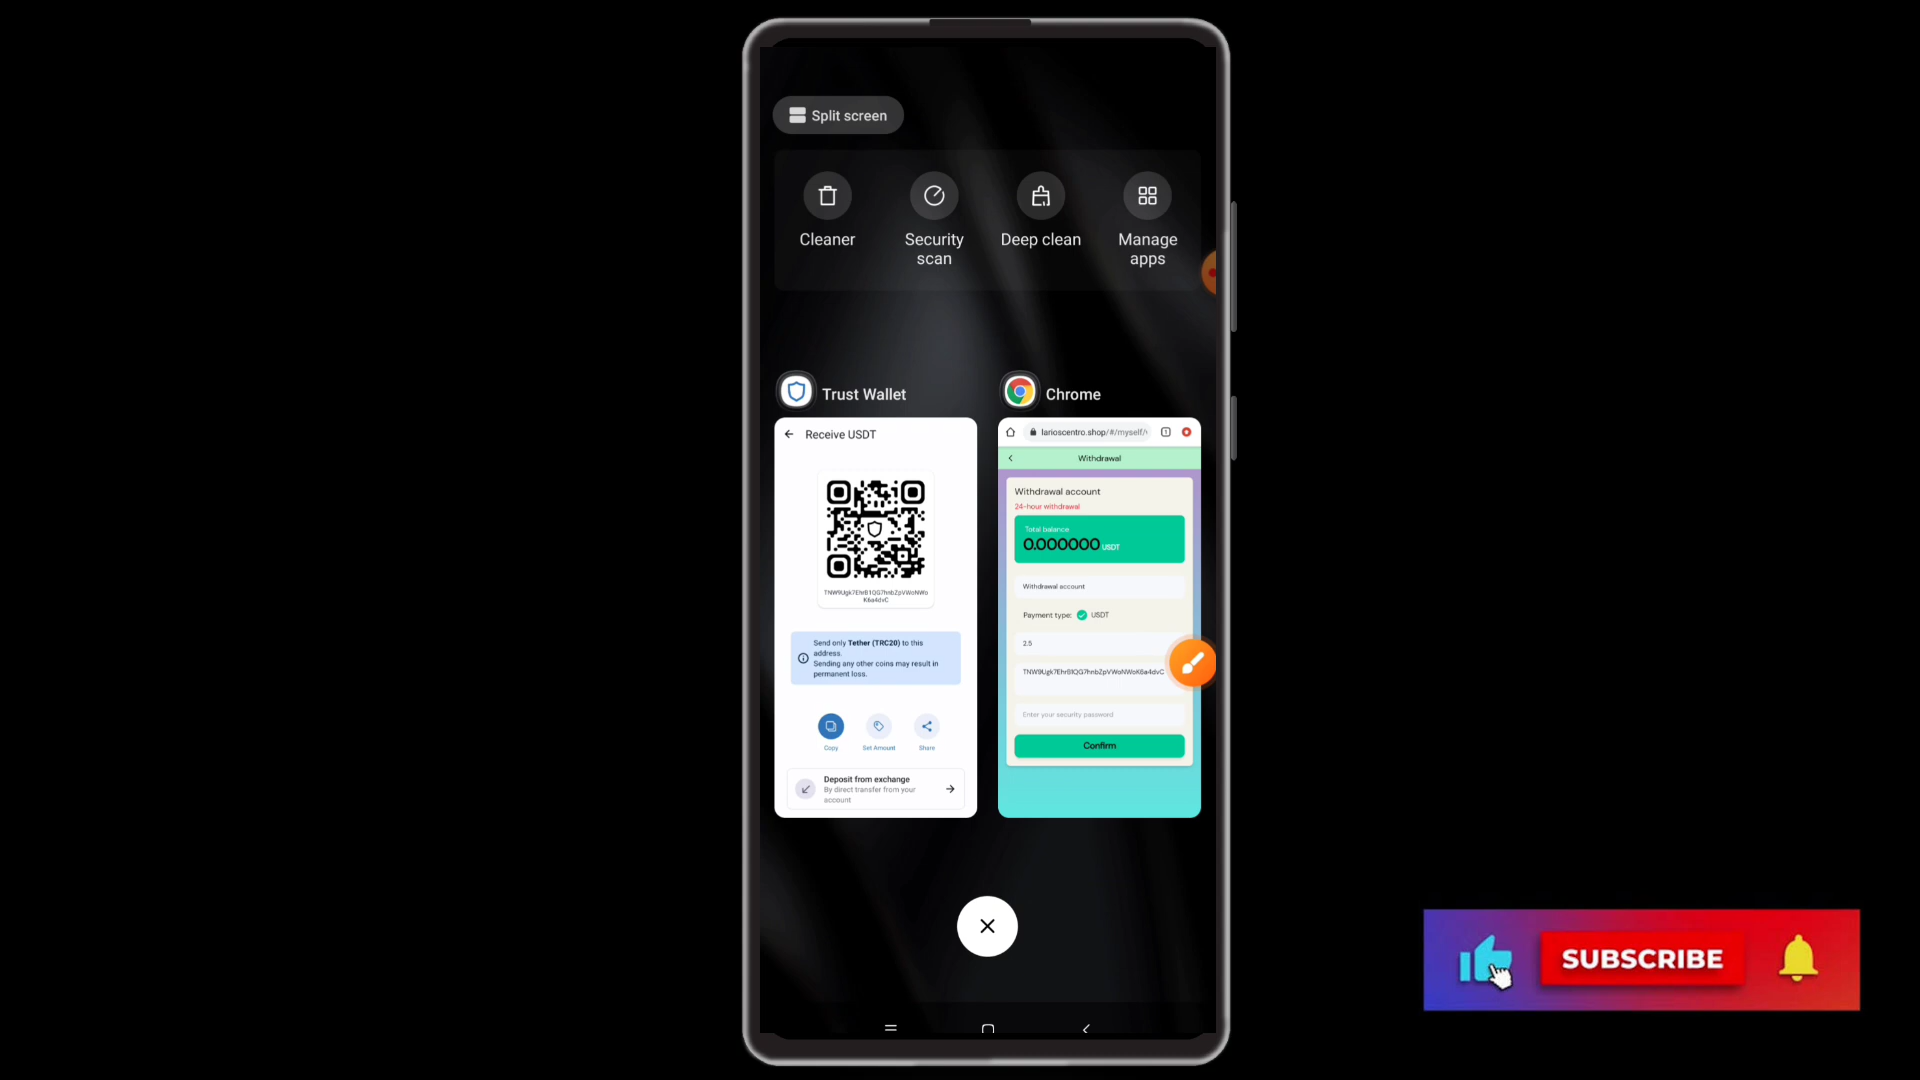 Split screen
Cleaner
Security
scan
Deep clean
Manage
apps
Trust Wallet
Receive USDT
Send only Tether (TRC20) to this
address.
Sending any other coins may result in
permanent loss.
Copy
Set Amount
Share
Deposit from exchange
By direct transfer from your
account
Chrome
larioscentro.shop/#/myself/
1
Withdrawal
Withdrawal account
24-hour withdrawal
Total balance
0.000000 USDT
Withdrawal account
Payment type: USDT
2.5
Enter your security password
Confirm
SUBSCRIBE